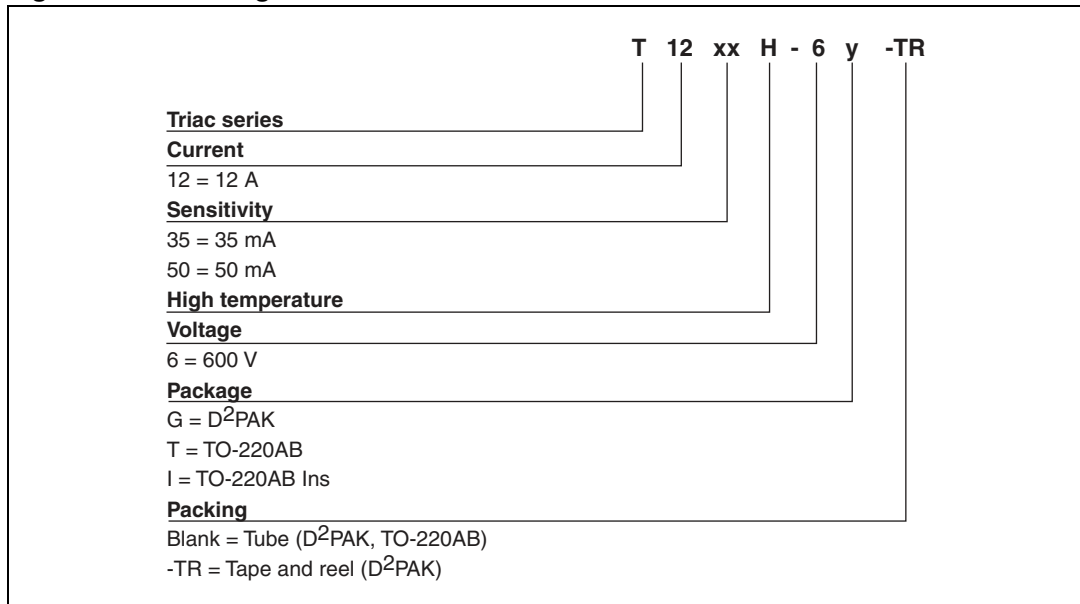 T 12 xx H - 6 y -TR
Triac series
Current
12 = 12 A
Sensitivity
35 = 35 mA
50 = 50 mA
High temperature
Voltage
6 = 600 V
Package
G = D²PAK
T = TO-220AB
I = TO-220AB Ins
Packing
Blank = Tube (D²PAK, TO-220AB)
-TR = Tape and reel (D²PAK)